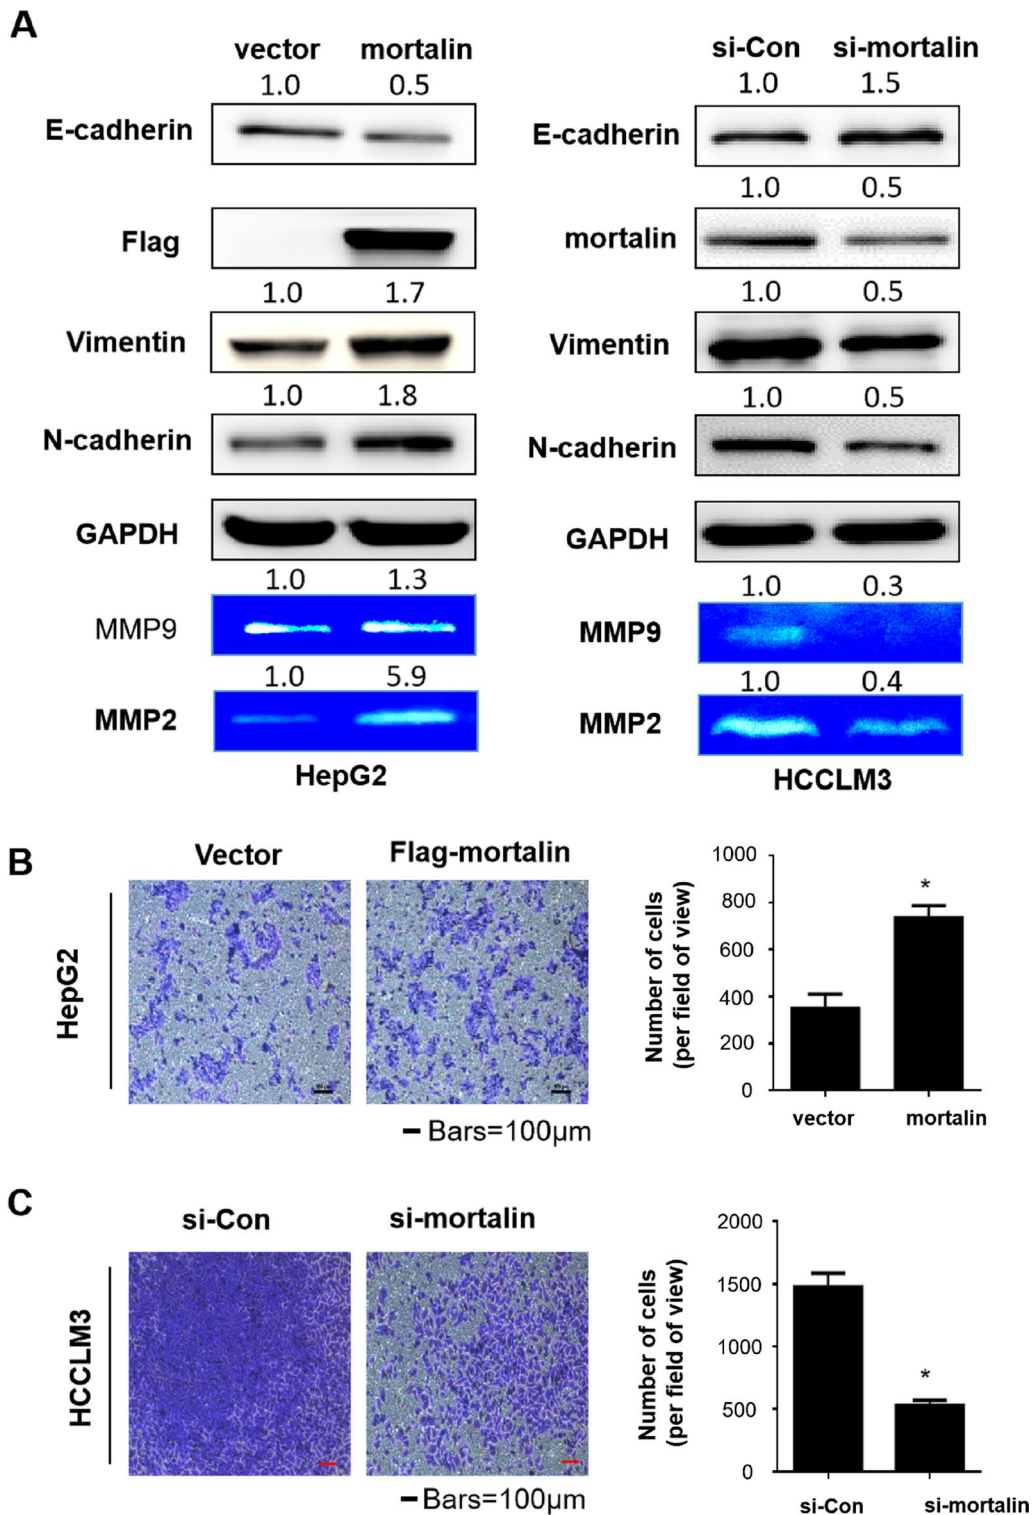 A
vector mortalin
1.0 0.5
E-cadherin
Flag
1.0 1.7
Vimentin
1.0 1.8
N-cadherin
GAPDH
1.0 1.3
MMP9
1.0 5.9
MMP2
HepG2
si-Con si-mortalin
1.0 1.5
E-cadherin
1.0 0.5
mortalin
1.0 0.5
Vimentin
1.0 0.5
N-cadherin
GAPDH
1.0 0.3
MMP9
1.0 0.4
MMP2
HCCLM3
B
Vector Flag-mortalin
HepG2
Bars=100μm
Number of cells
(per field of view)
1000
800
600
400
200
0
*
vector mortalin
C
si-Con si-mortalin
HCCLM3
Bars=100μm
Number of cells
(per field of view)
2000
1500
1000
500
0
*
si-Con si-mortalin